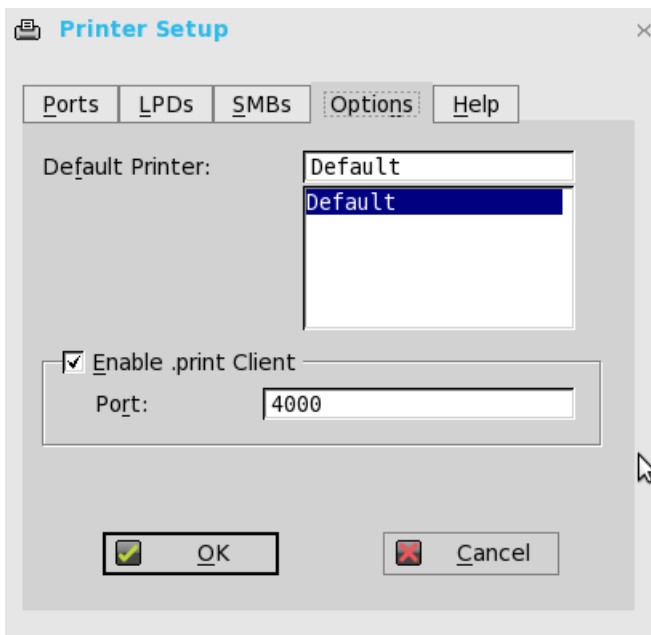 Printer Setup
Ports LPDs SMBs Options Help
Default Printer: Default
Default
Enable .print Client
Port: 4000
OK Cancel